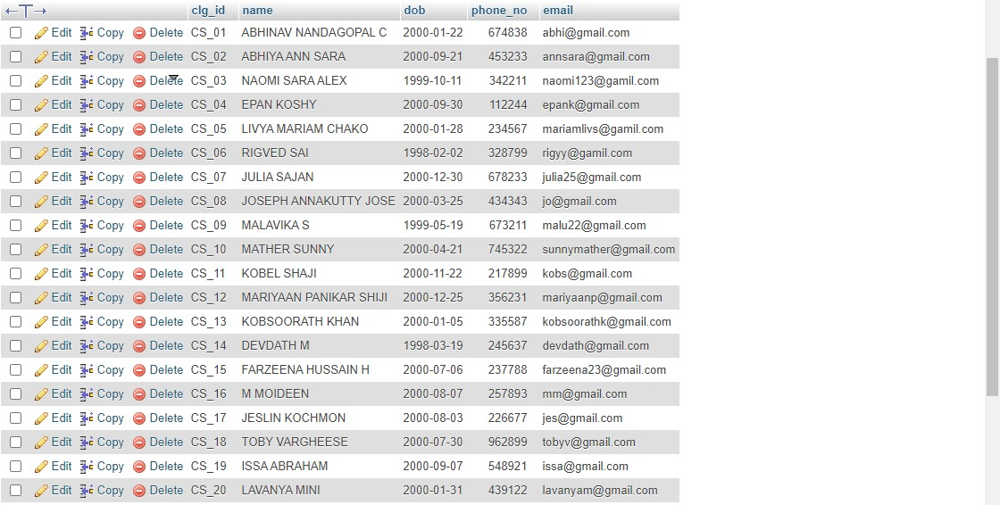 clg_id name dob phone_no email
Edit Copy Delete CS_01 ABHINAV NANDAGOPAL C 2000-01-22 674838 abhi@gmail.com
Edit Copy Delete CS_02 ABHIYA ANN SARA 2000-09-21 453233 annsara@gmail.com
Edit Copy Delete CS_03 NAOMI SARA ALEX 1999-10-11 342211 naomi123@gamil.com
Edit Copy Delete CS_04 EPAN KOSHY 2000-09-30 112244 epank@gmail.com
Edit Copy Delete CS_05 LIVYA MARIAM CHAKO 2000-01-28 234567 mariamlivs@gamil.com
Edit Copy Delete CS_06 RIGVED SAI 1998-02-02 328799 rigyy@gamil.com
Edit Copy Delete CS_07 JULIA SAJAN 2000-12-30 678233 julia25@gmail.com
Edit Copy Delete CS_08 JOSEPH ANNAKUTTY JOSE 2000-03-25 434343 jo@gmail.com
Edit Copy Delete CS_09 MALAVIKA S 1999-05-19 673211 malu22@gmail.com
Edit Copy Delete CS_10 MATHER SUNNY 2000-04-21 745322 sunnymather@gmail.com
Edit Copy Delete CS_11 KOBEL SHAJI 2000-11-22 217899 kobs@gmail.com
Edit Copy Delete CS_12 MARIYAAN PANIKAR SHIJI 2000-12-25 356231 mariyaanp@gmail.com
Edit Copy Delete CS_13 KOBSOORATH KHAN 2000-01-05 335587 kobsoorathk@gmail.com
Edit Copy Delete CS_14 DEVDATH M 1998-03-19 245637 devdath@gmail.com
Edit Copy Delete CS_15 FARZEENA HUSSAIN H 2000-07-06 237788 farzeena23@gmail.com
Edit Copy Delete CS_16 M MOIDEEN 2000-08-07 257893 mm@gmail.com
Edit Copy Delete CS_17 JESLIN KOCHMON 2000-08-03 226677 jes@gmail.com
Edit Copy Delete CS_18 TOBY VARGHEESE 2000-07-30 962899 tobyv@gmail.com
Edit Copy Delete CS_19 ISSA ABRAHAM 2000-09-07 548921 issa@gmail.com
Edit Copy Delete CS_20 LAVANYA MINI 2000-01-31 439122 lavanyam@gmail.com